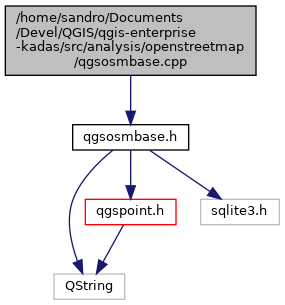 /home/sandro/Documents
/Devel/QGIS/qgis-enterprise
-kadas/src/analysis/openstreetmap
/qgsosmbase.cpp
qgsosmbase.h
qgspoint.h
sqlite3.h
QString